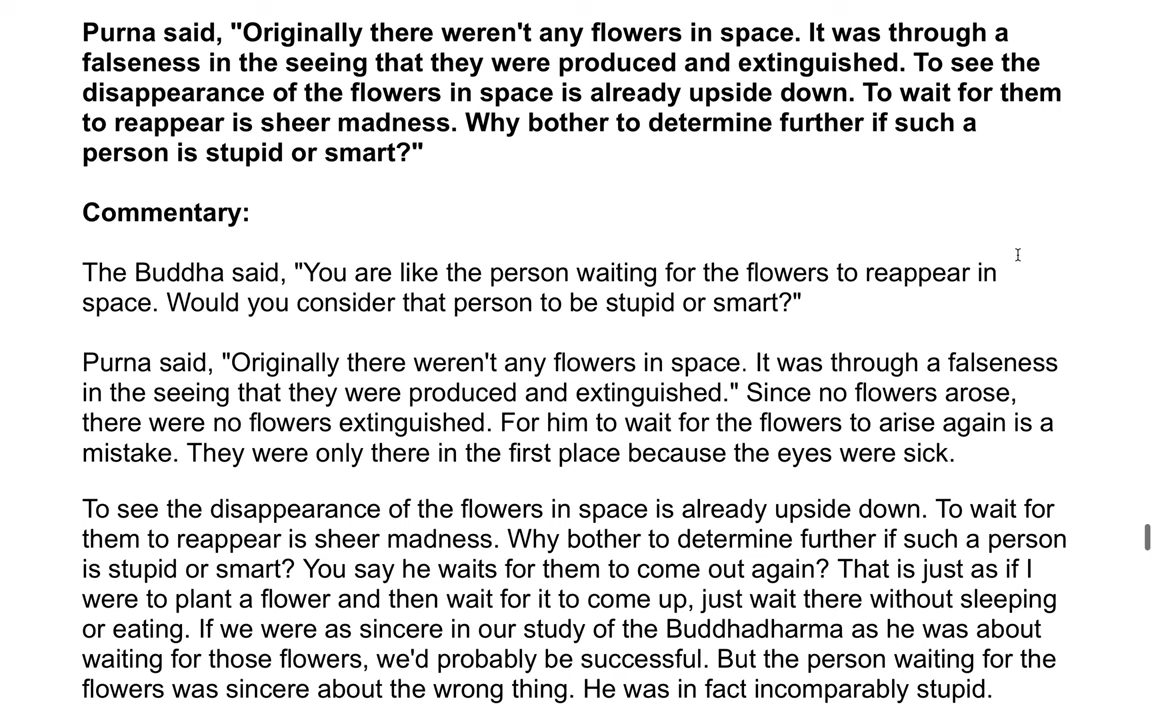 Purna said, "Originally there weren't any flowers in space. It was through a
falseness in the seeing that they were produced and extinguished. To see the
disappearance of the flowers in space is already upside down. To wait for them
to reappear is sheer madness. Why bother to determine further if such a
person is stupid or smart?"
Commentary:
The Buddha said, "You are like the person waiting for the flowers to reappear in
space. Would you consider that person to be stupid or smart?"
Purna said, "Originally there weren't any flowers in space. It was through a falseness
in the seeing that they were produced and extinguished." Since no flowers arose,
there were no flowers extinguished. For him to wait for the flowers to arise again is a
mistake. They were only there in the first place because the eyes were sick.
To see the disappearance of the flowers in space is already upside down. To wait for
them to reappear is sheer madness. Why bother to determine further if such a person
is stupid or smart? You say he waits for them to come out again? That is just as if I
were to plant a flower and then wait for it to come up, just wait there without sleeping
or eating. If we were as sincere in our study of the Buddhadharma as he was about
waiting for those flowers, we'd probably be successful. But the person waiting for the
flowers was sincere about the wrong thing. He was in fact incomparably stupid.